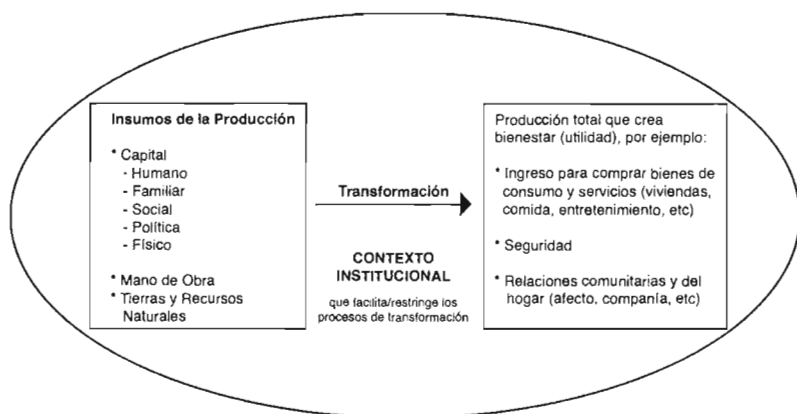 Insumos de la Producción
* Capital
- Humano
- Familiar
- Social
- Política
- Físico
* Mano de Obra
* Tierras y Recursos
Naturales
Transformación
CONTEXTO
INSTITUCIONAL
que facilita/restringe los
procesos de transformación
Producción total que crea
bienestar (utilidad), por ejemplo:
* Ingreso para comprar bienes de
consumo y servicios (viviendas,
comida, entretenimiento, etc)
* Seguridad
* Relaciones comunitarias y del
hogar (afecto, compañía, etc)